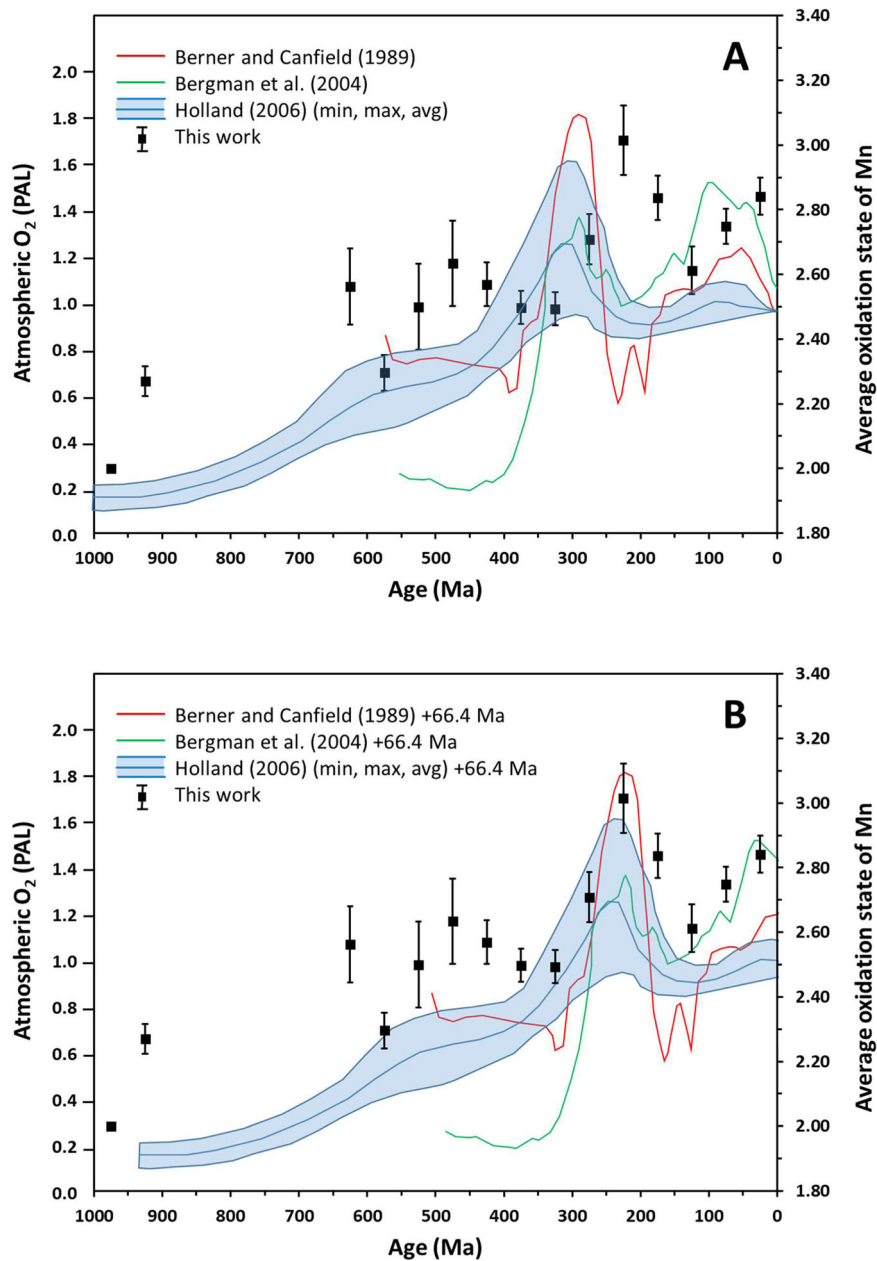 A
Berner and Canfield (1989)
Bergman et al. (2004)
Holland (2006) (min, max, avg)
This work
Atmospheric O₂ (PAL)
2.0
1.8
1.6
1.4
1.2
1.0
0.8
0.6
0.4
0.2
0.0
3.40
3.20
3.00
2.80
2.60
2.40
2.20
2.00
1.80
Average oxidation state of Mn
1000 900 800 700 600 500 400 300 200 100 0
Age (Ma)
B
Berner and Canfield (1989) +66.4 Ma
Bergman et al. (2004) +66.4 Ma
Holland (2006) (min, max, avg) +66.4 Ma
This work
Atmospheric O₂ (PAL)
2.0
1.8
1.6
1.4
1.2
1.0
0.8
0.6
0.4
0.2
0.0
3.40
3.20
3.00
2.80
2.60
2.40
2.20
2.00
1.80
Average oxidation state of Mn
1000 900 800 700 600 500 400 300 200 100 0
Age (Ma)